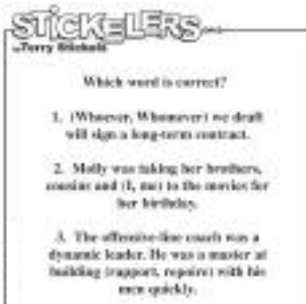 STICKELERS
by Terry Stickels
Which word is correct?
1. (Whoever, Whomever) we draft
will sign a long-term contract.
2. Molly was taking her brothers,
cousins and (I, me) to the movies for
her birthday.
3. The offensive-line coach was a
dynamic leader. He was a master at
building (rapport, repoire) with his
men quickly.